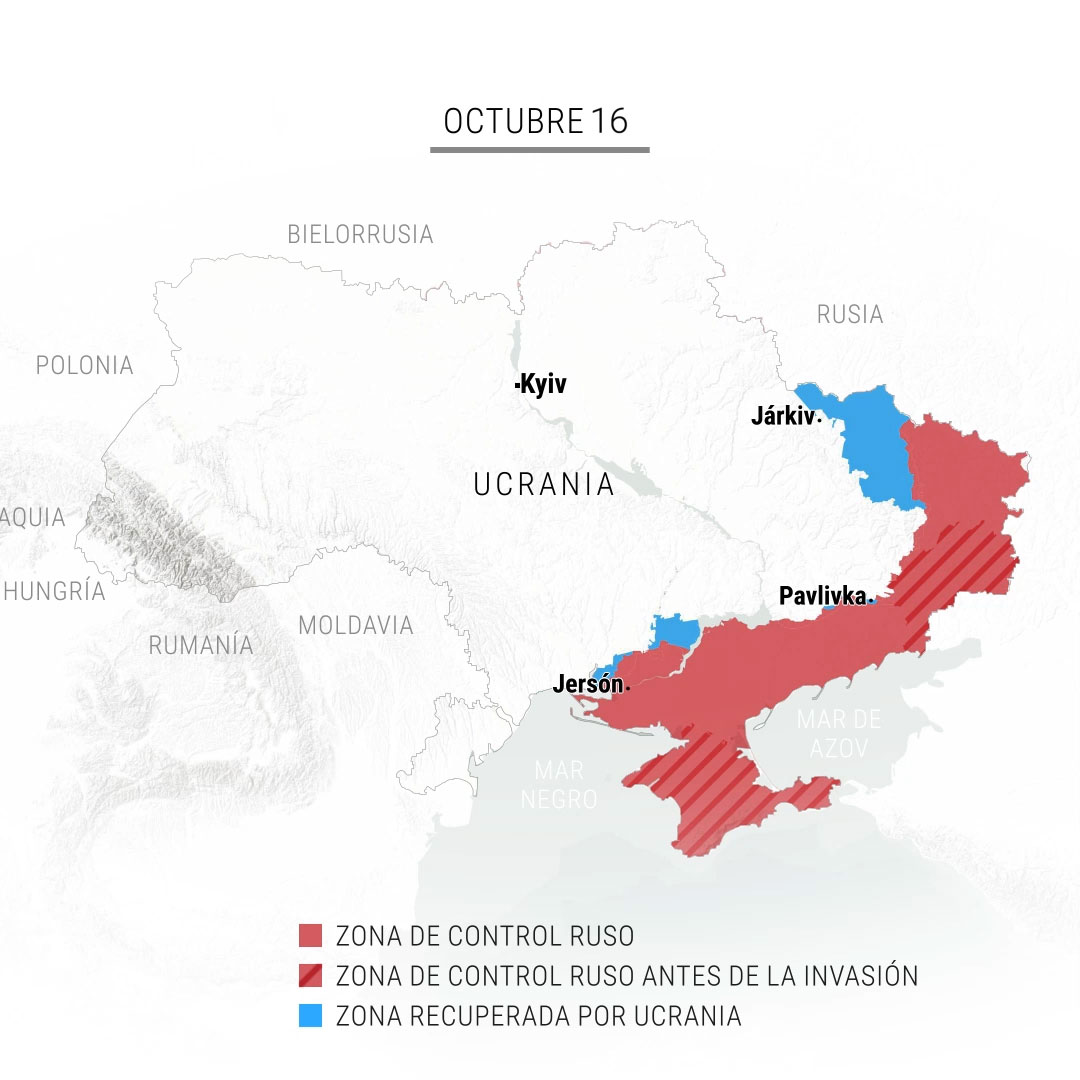 OCTUBRE 16
BIELORRUSIA
RUSIA
POLONIA
Kyiv
Járkiv
UCRANIA
AQUIA
HUNGRÍA
Pavlivka
MOLDAVIA
RUMANÍA
Jersón
MAR DE
AZOV
MAR
NEGRO
ZONA DE CONTROL RUSO
ZONA DE CONTROL RUSO ANTES DE LA INVASIÓN
ZONA RECUPERADA POR UCRANIA